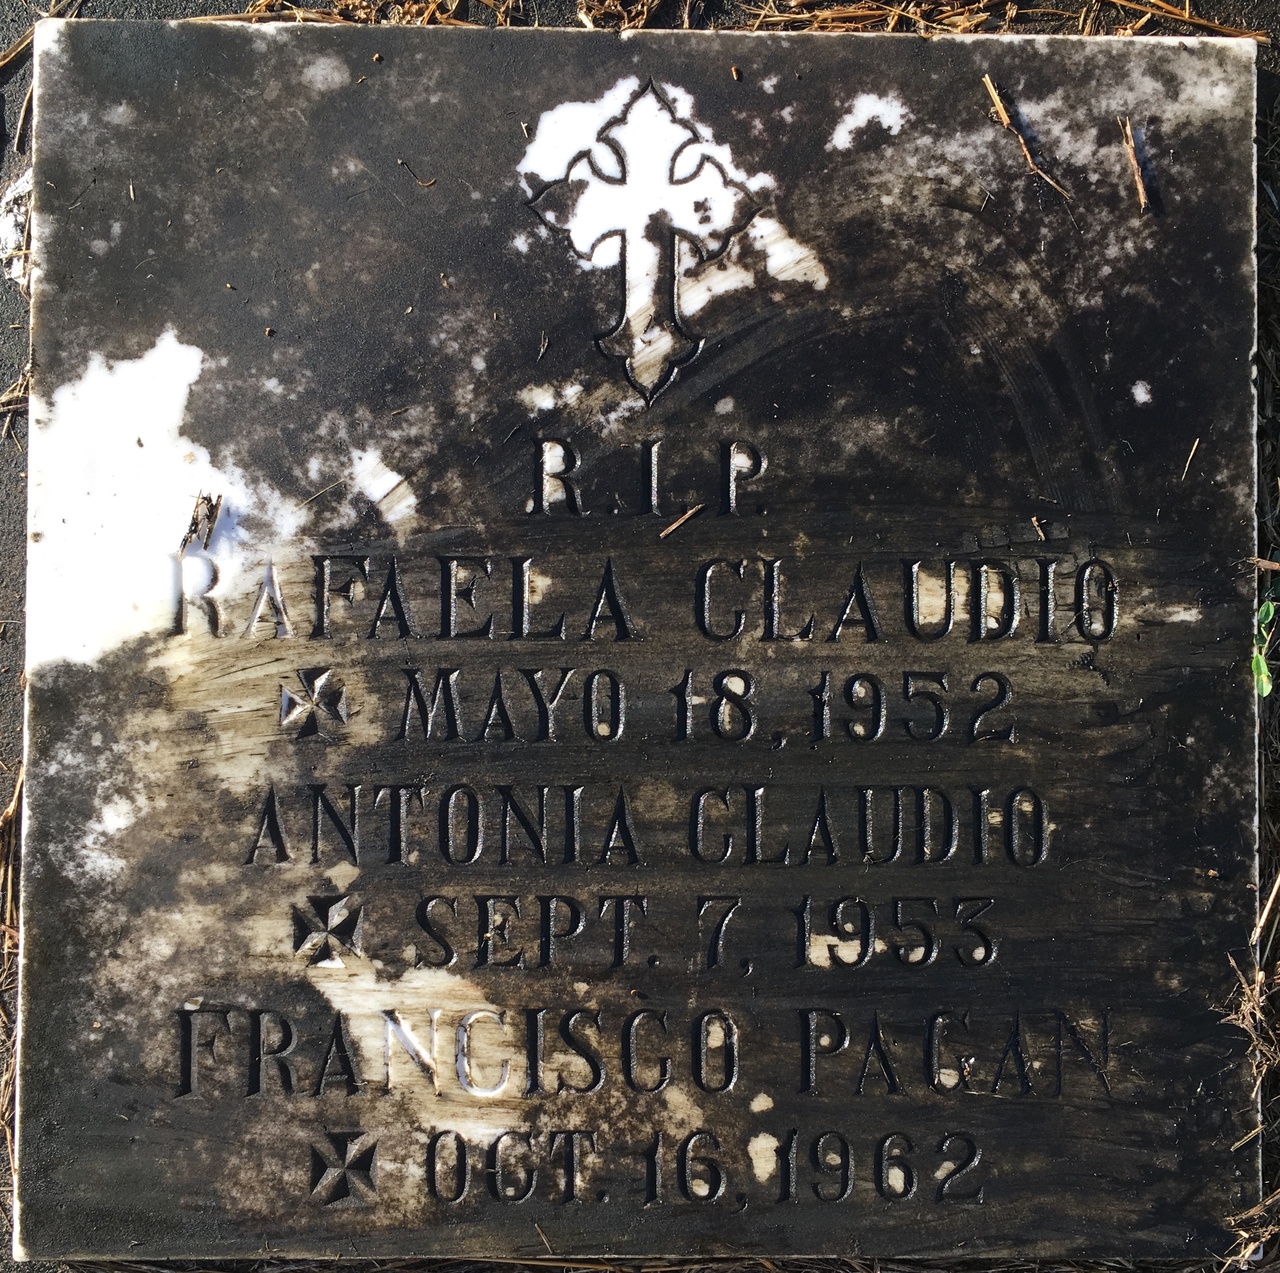 R.I.P.
RAFAELA CLAUDIO
✠ MAYO 18, 1952
ANTONIA CLAUDIO
✠ SEPT. 7, 1953
FRANCISCO PAGAN
✠ OCT. 16, 1962